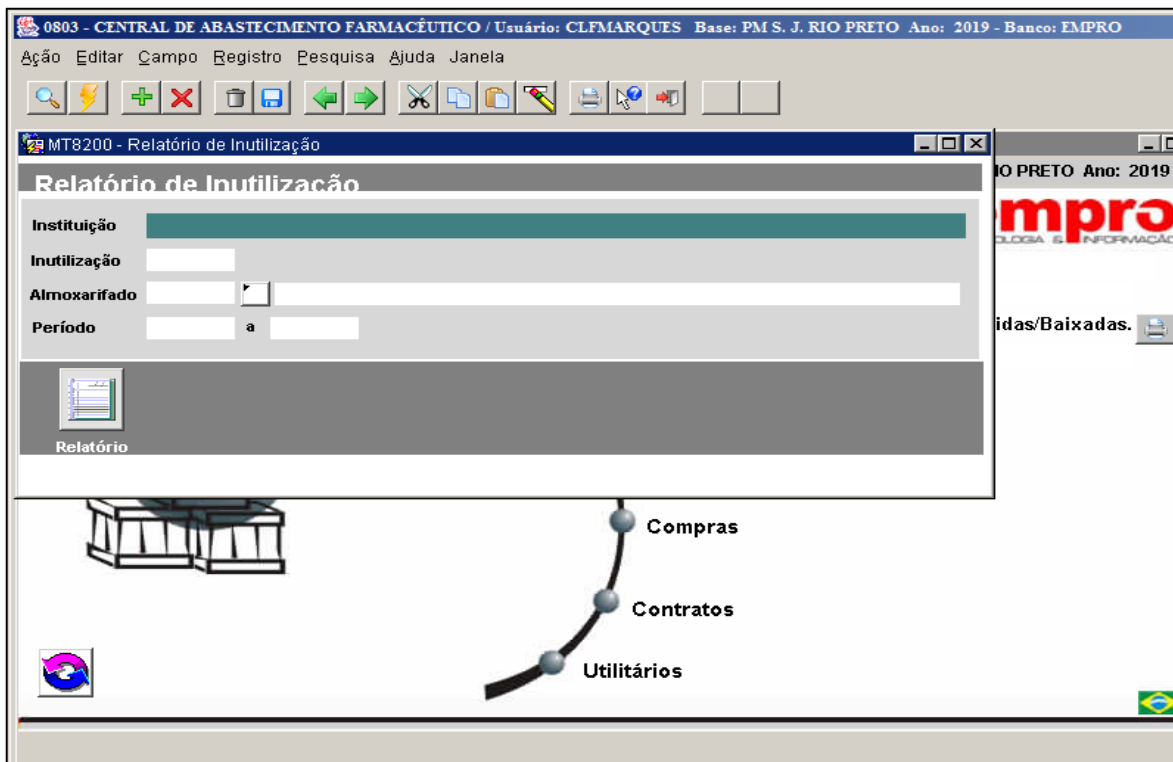 0803 - CENTRAL DE ABASTECIMENTO FARMACÊUTICO / Usuário: CLFMARQUES Base: PM S. J. RIO PRETO Ano: 2019 - Banco: EMPRO
Ação Editar Campo Registro Pesquisa Ajuda Janela
MT8200 - Relatório de Inutilização
IO PRETO Ano: 2019
Relatório de Inutilização
Instituição
mpro
Inutilização
Almoxarifado
Período a
idas/Baixadas.
Relatório
Compras
Contratos
Utilitários